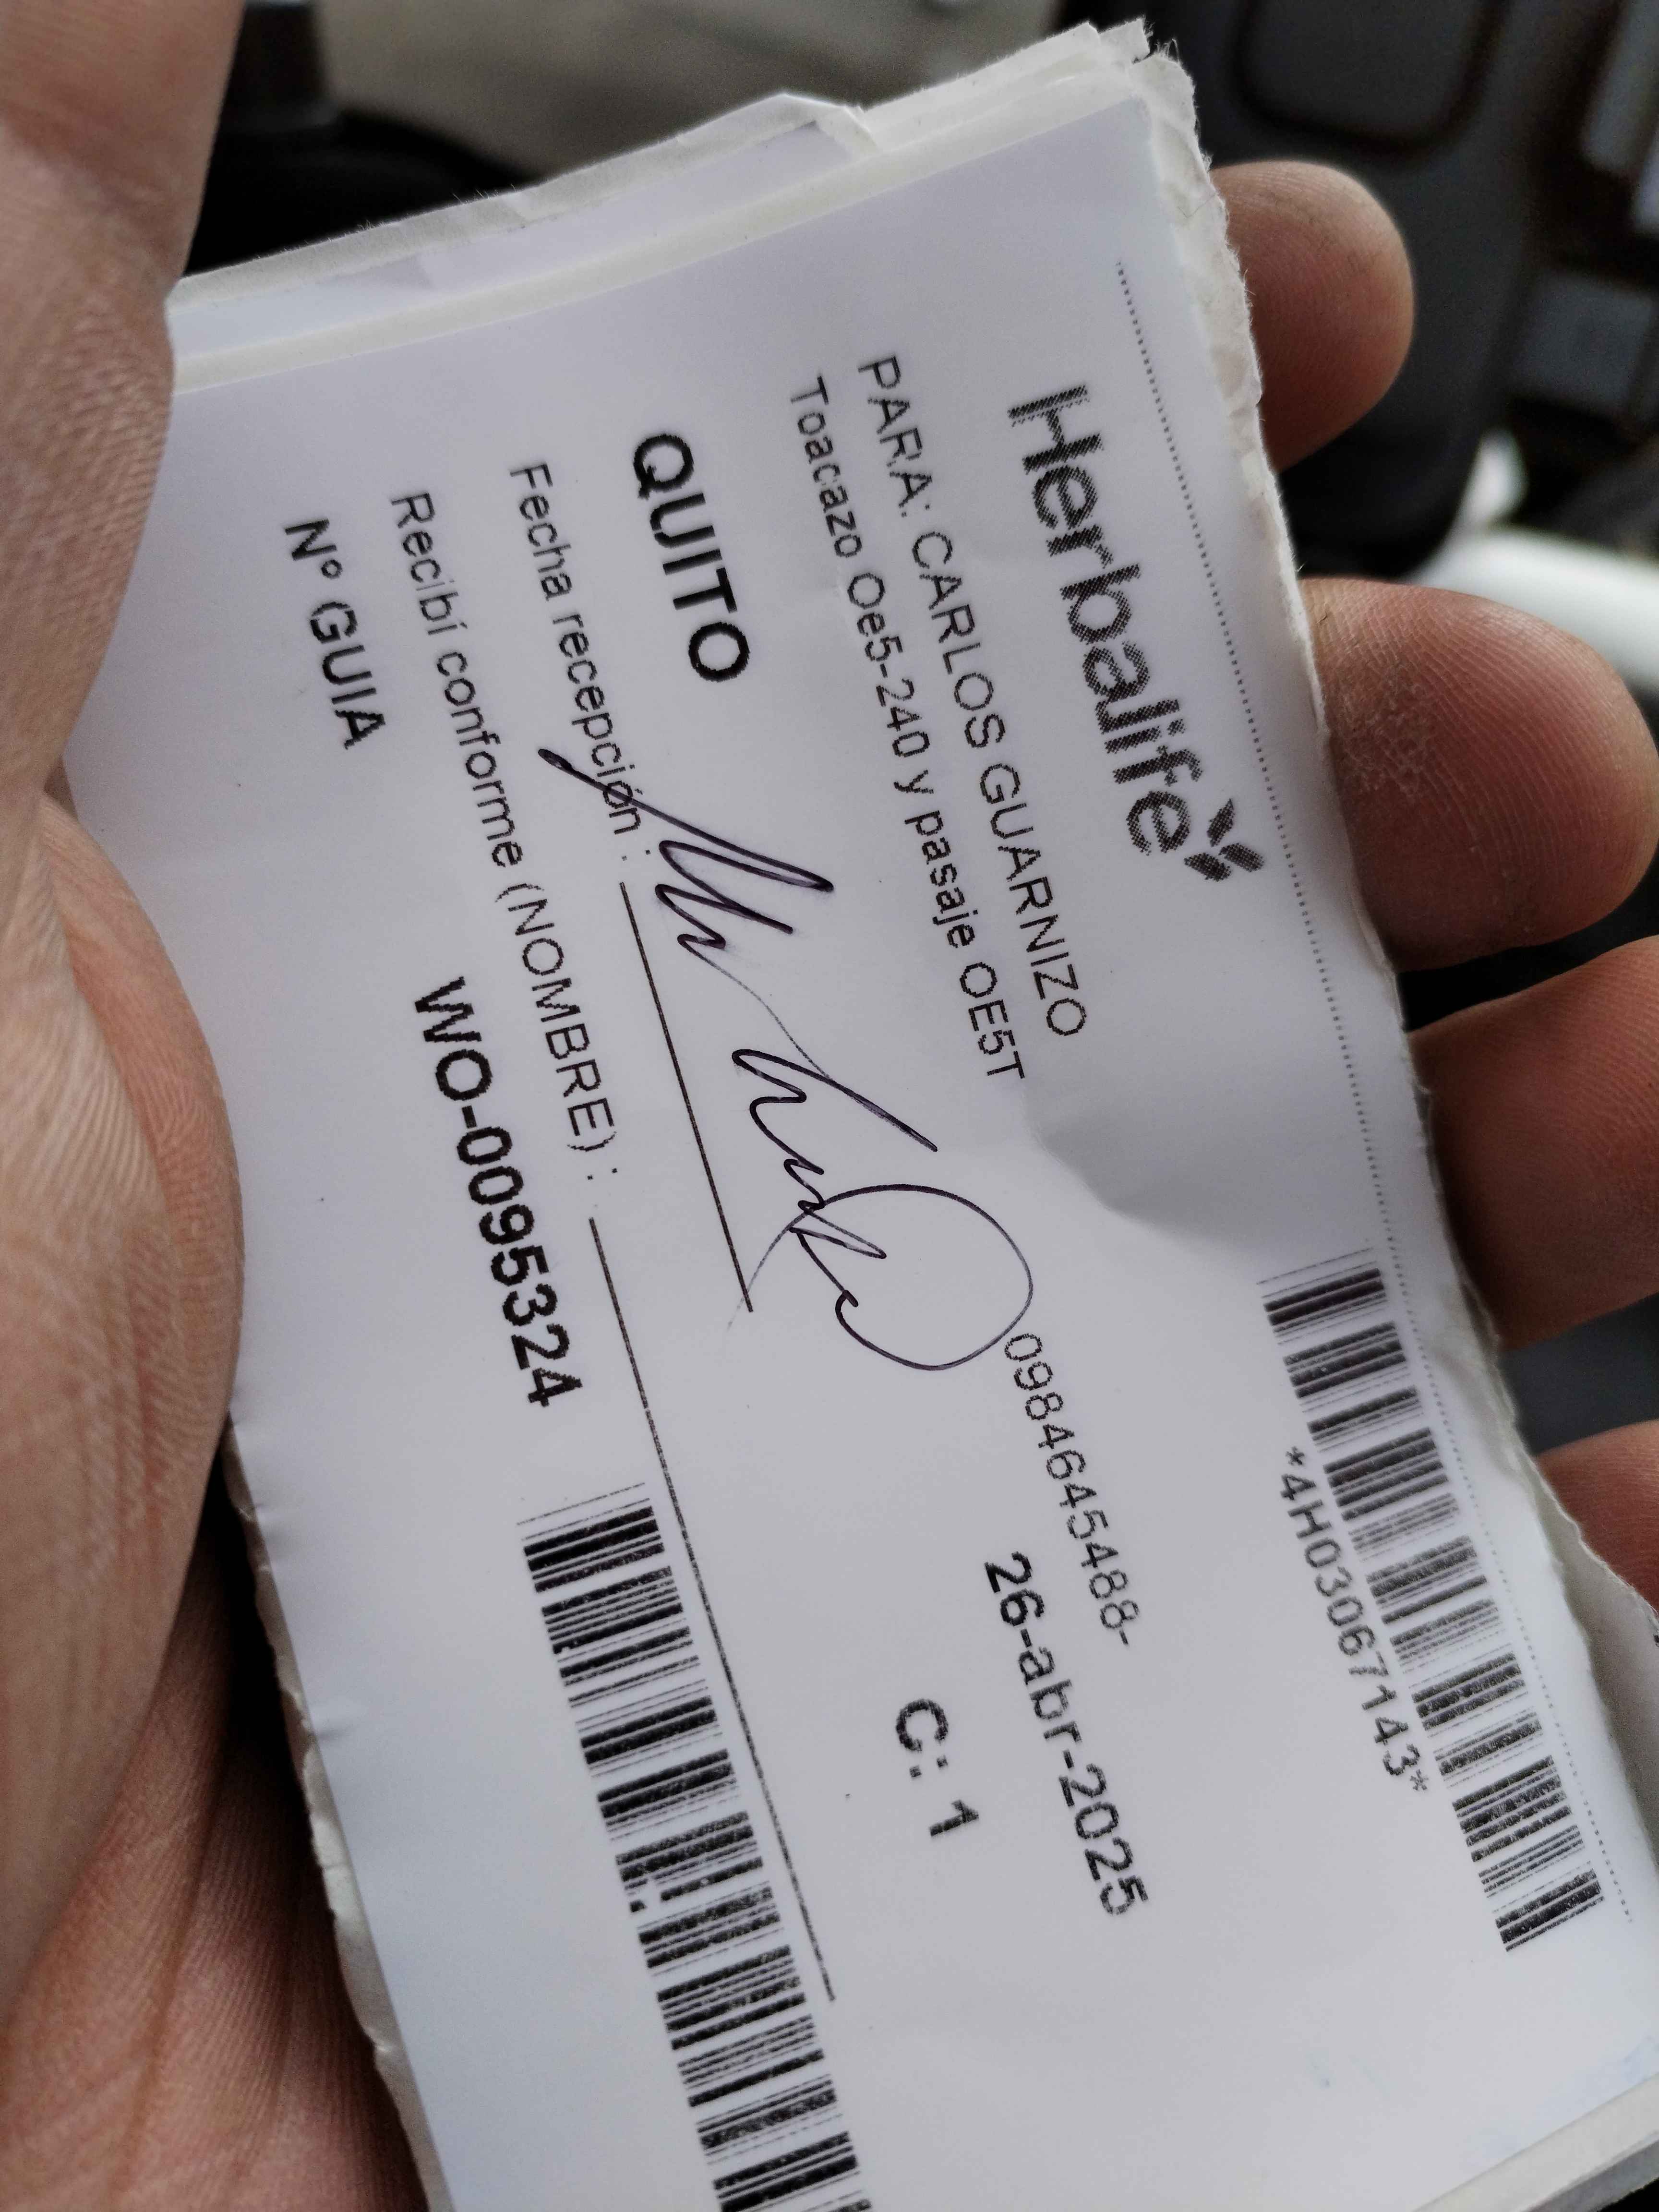 Herbalife
*4H03067143*
PARA: CARLOS GUARNIZO
0984645488-
Toacazo Oe5-240 y pasaje OE5T
26-abr-2025
QUITO
C: 1
Fecha recepción :
Recibí conforme (NOMBRE) :
Nº GUIA
WO-0095324